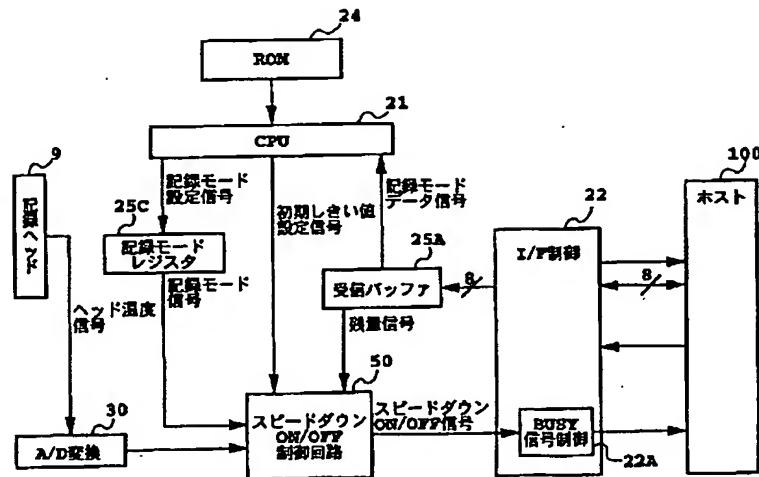 24
ROM
21
CPU
9
記録ヘッド
100
ホスト
記録モード
設定信号
25C
記録モード
レジスタ
記録モード
信号
初期しきい値
設定信号
記録モード
データ信号
25A
受信バッファ
残量信号
22
I/F制御
8
8
ヘッド温度
信号
30
A/D変換
50
スピードダウン
ON/OFF
制御回路
スピードダウン
ON/OFF信号
BUSY
信号制御
22A